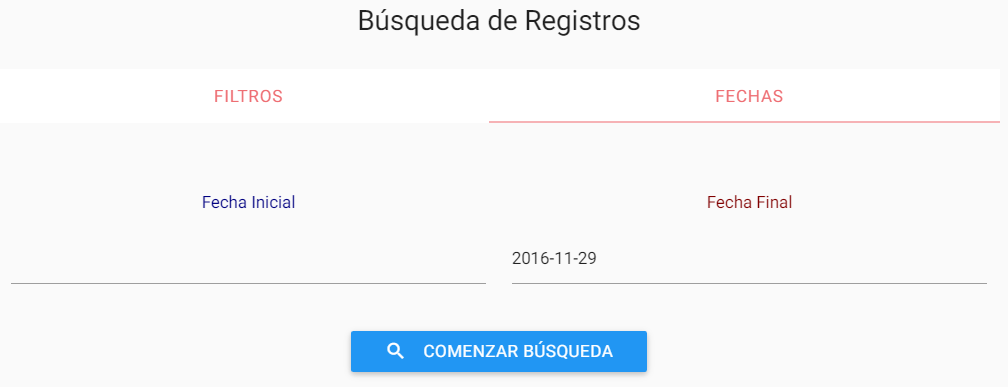 Búsqueda de Registros
FILTROS
FECHAS
Fecha Inicial
Fecha Final
2016-11-29
COMENZAR BÚSQUEDA